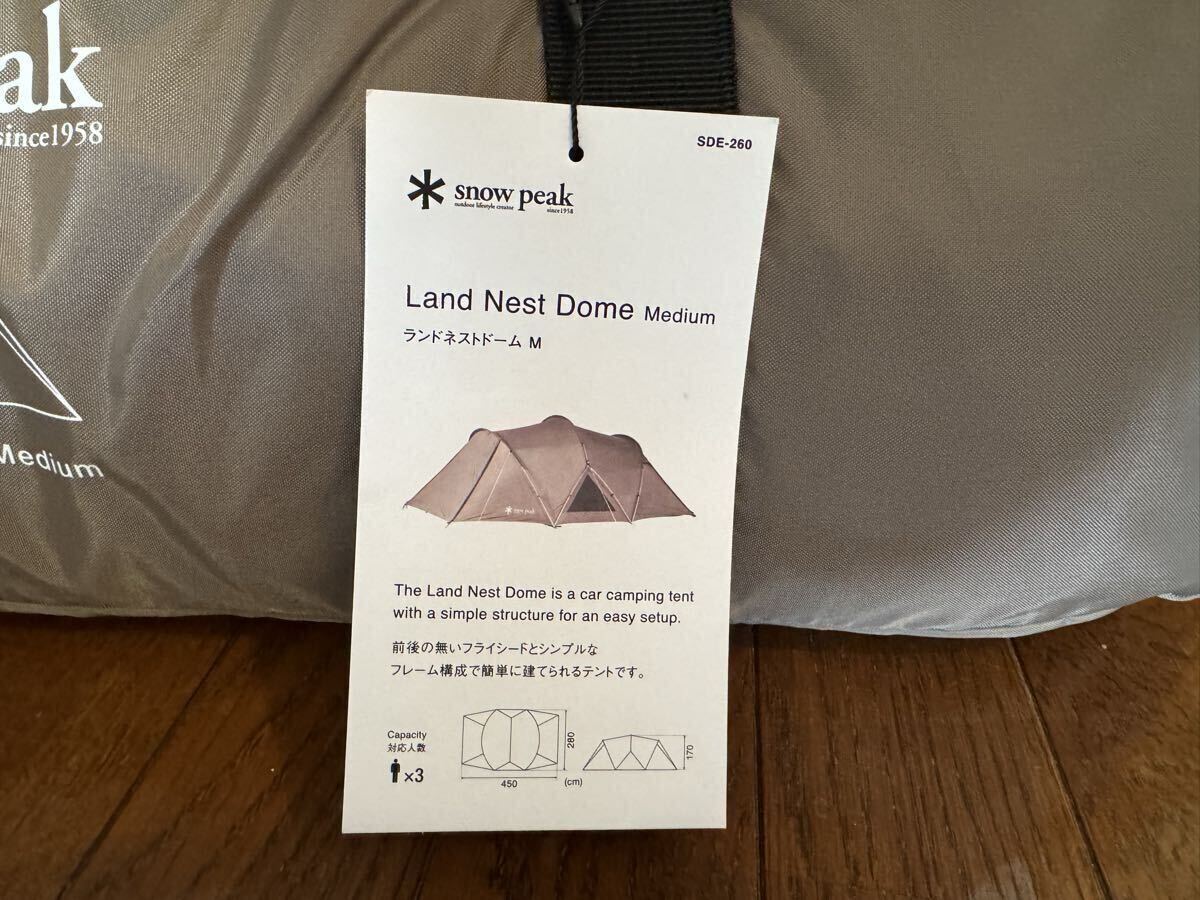 ak
since1958
Medium
SDE-260
snow peak
outdoor lifestyle creator
since1958
Land Nest Dome Medium
ランドネストドーム M
snow peak
The Land Nest Dome is a car camping tent
with a simple structure for an easy setup.
前後の無いフライシードとシンプルな
フレーム構成で簡単に建てられるテントです。
Capacity
対応人数
×3
280
450
(cm)
170